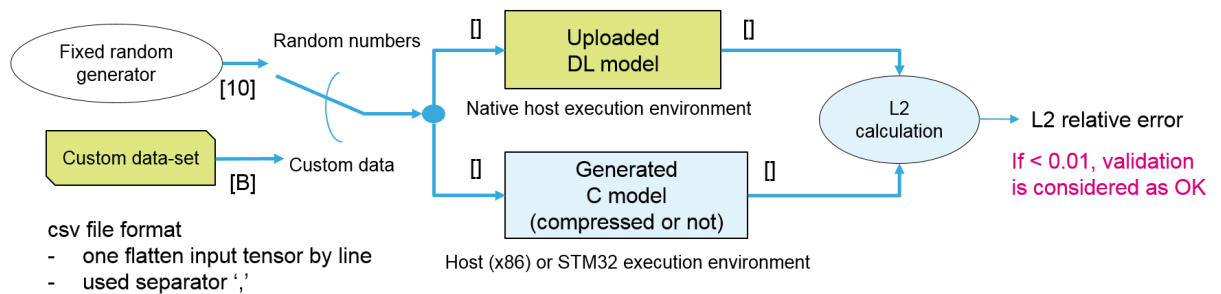 Fixed random
generator
[10]
Random numbers
Custom data-set
[B]
Custom data
csv file format
- one flatten input tensor by line
- used separator ‘,’
[]
Uploaded
DL model
[]
Native host execution environment
[]
Generated
C model
(compressed or not)
[]
Host (x86) or STM32 execution environment
L2
calculation
L2 relative error
If < 0.01, validation
is considered as OK